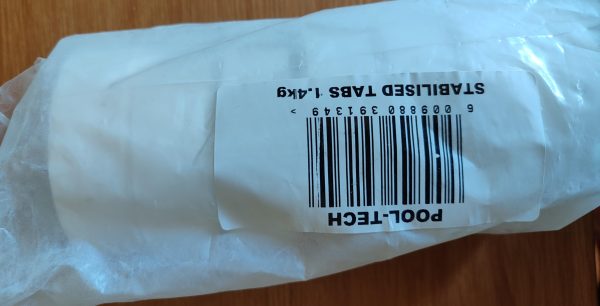 POOL-TECH
6 009880 391349 >
STABILISED TABS 1.4kg